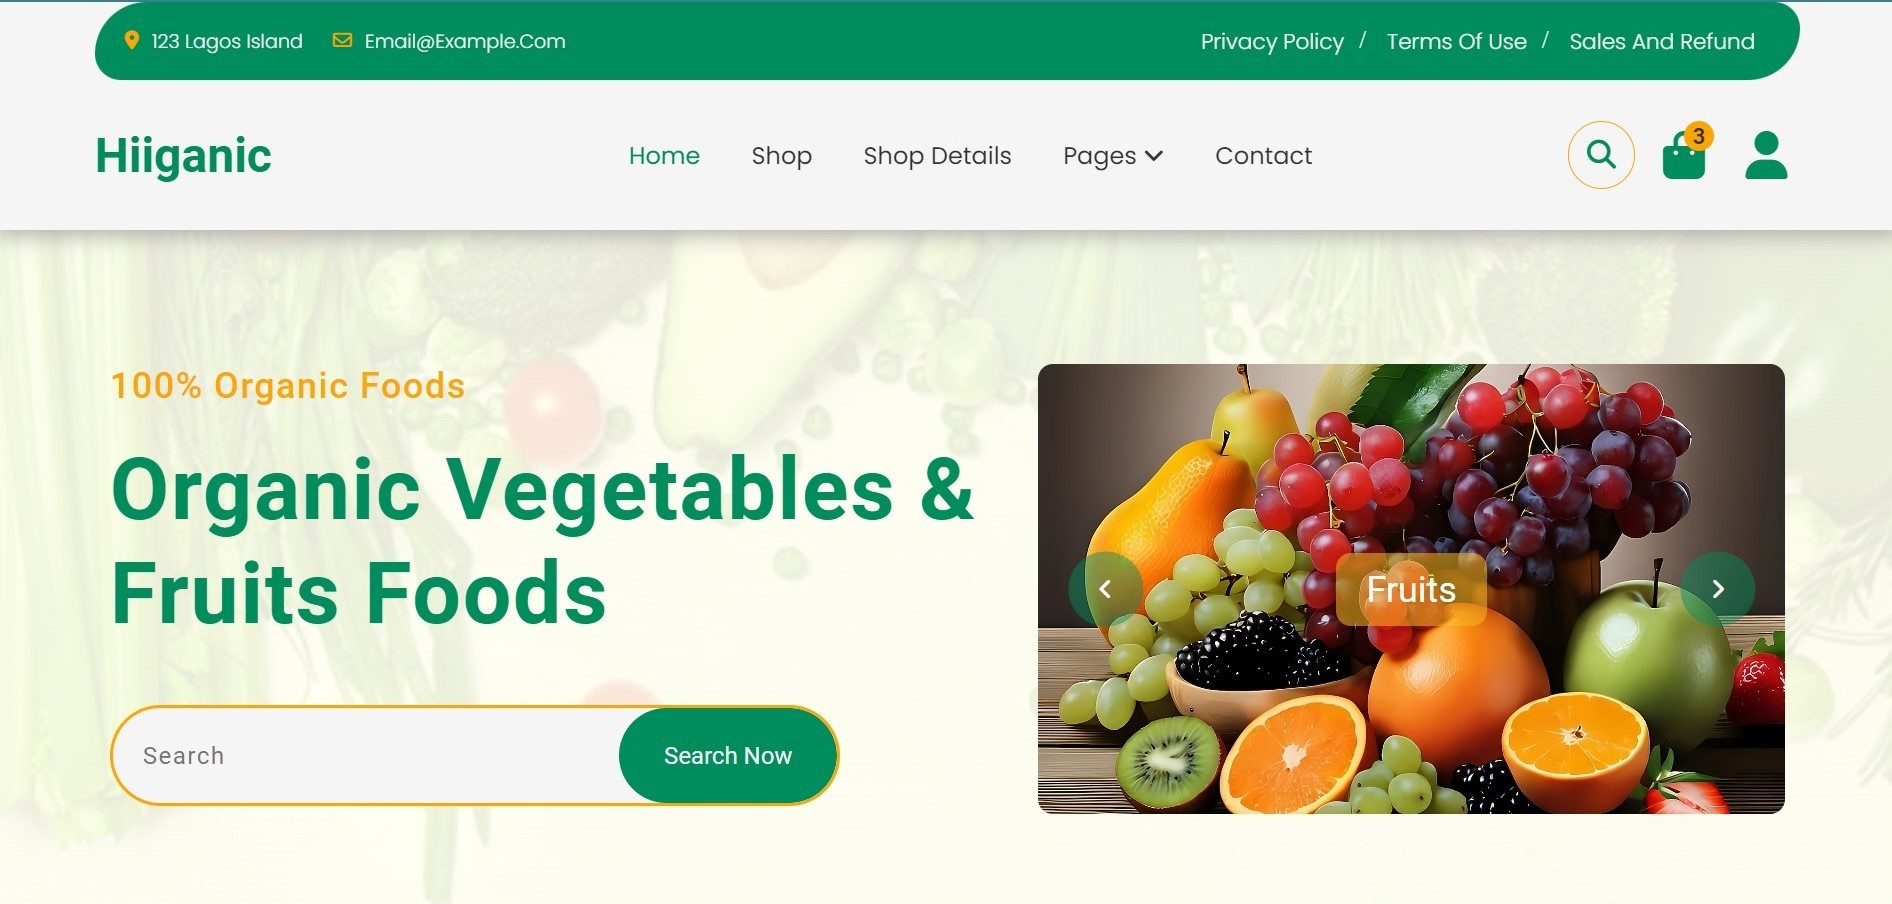 123 Lagos Island Email@Example.Com Privacy Policy / Terms Of Use / Sales And Refund
Hiiganic Home Shop Shop Details Pages Contact 3
100% Organic Foods
Organic Vegetables &
Fruits Foods
Fruits
Search Search Now